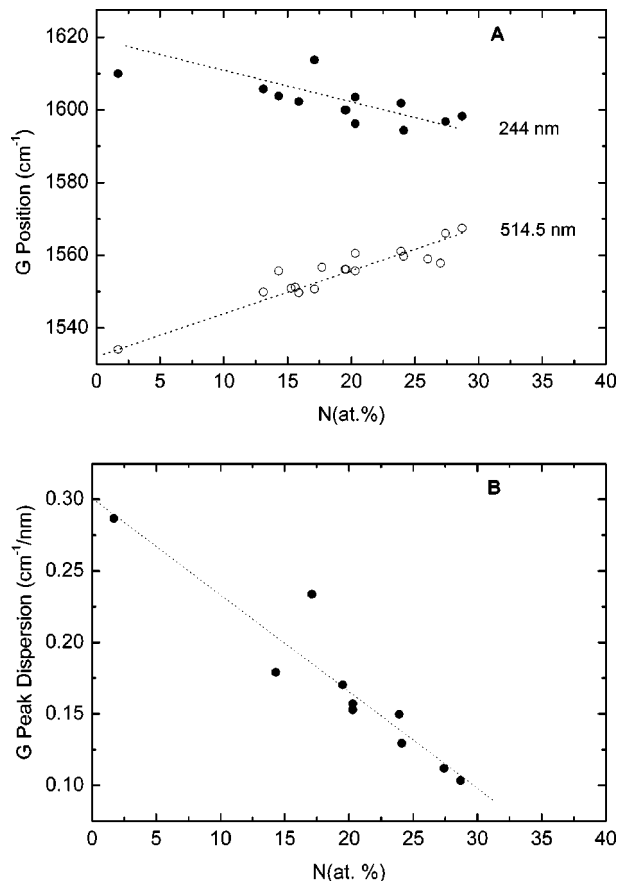 A
1620
1600
1580
1560
1540
G Position (cm⁻¹)
244 nm
514.5 nm
0 5 10 15 20 25 30 35 40
N(at.%)
B
0.30
0.25
0.20
0.15
0.10
G Peak Dispersion (cm⁻¹/nm)
0 5 10 15 20 25 30 35 40
N(at. %)